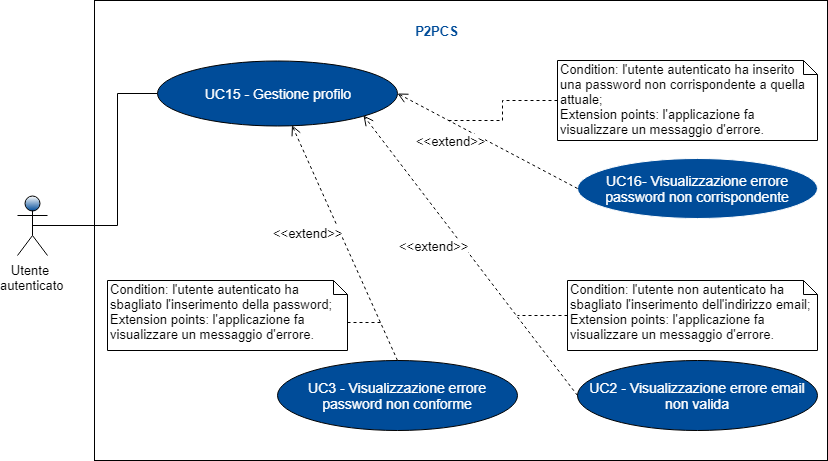 P2PCS
UC15 - Gestione profilo
Condition: l'utente autenticato ha inserito
una password non corrispondente a quella
attuale;
Extension points: l'applicazione fa
visualizzare un messaggio d'errore.
<<extend>>
UC16- Visualizzazione errore
password non corrispondente
Utente
autenticato
<<extend>>
<<extend>>
Condition: l'utente autenticato ha
sbagliato l'inserimento della password;
Extension points: l'applicazione fa
visualizzare un messaggio d'errore.
Condition: l'utente non autenticato ha
sbagliato l'inserimento dell'indirizzo email;
Extension points: l'applicazione fa
visualizzare un messaggio d'errore.
UC3 - Visualizzazione errore
password non conforme
UC2 - Visualizzazione errore email
non valida